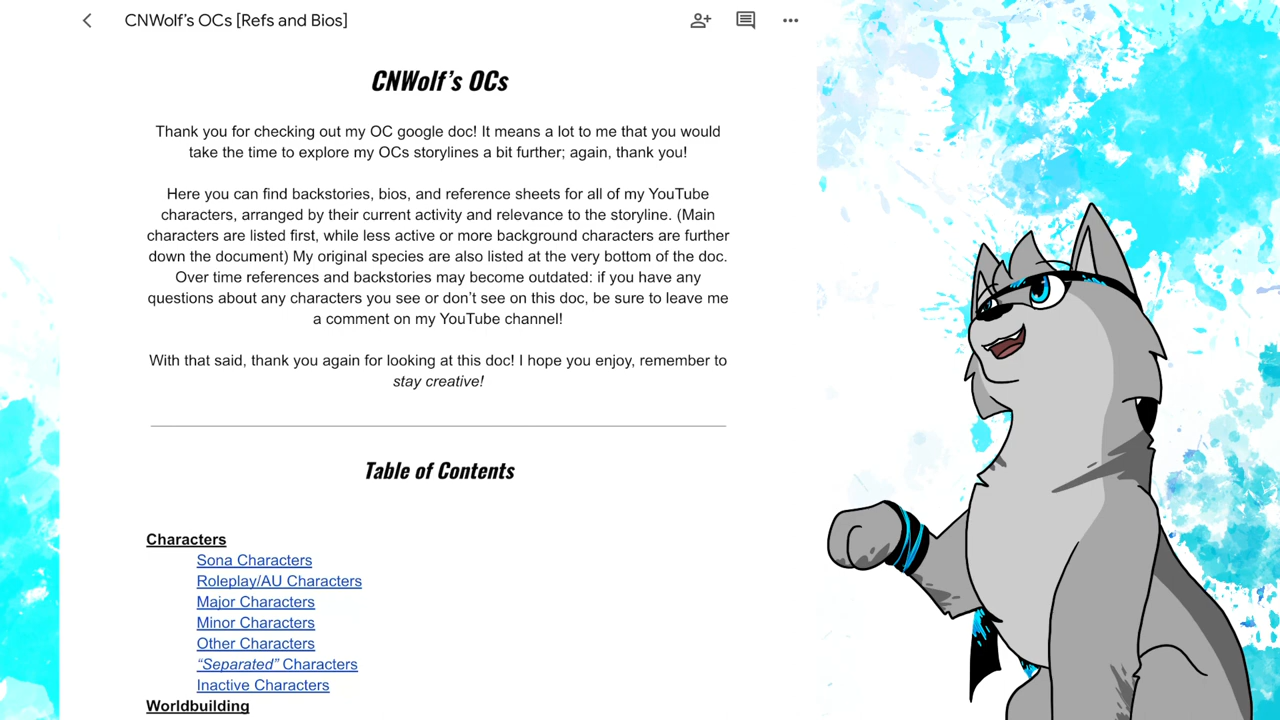 CNWolf’s OCs [Refs and Bios]
CNWolf’s OCs
Thank you for checking out my OC google doc! It means a lot to me that you would
take the time to explore my OCs storylines a bit further; again, thank you!
Here you can find backstories, bios, and reference sheets for all of my YouTube
characters, arranged by their current activity and relevance to the storyline. (Main
characters are listed first, while less active or more background characters are further
down the document) My original species are also listed at the very bottom of the doc.
Over time references and backstories may become outdated: if you have any
questions about any characters you see or don’t see on this doc, be sure to leave me
a comment on my YouTube channel!
With that said, thank you again for looking at this doc! I hope you enjoy, remember to
stay creative!
Table of Contents
Characters
Sona Characters
Roleplay/AU Characters
Major Characters
Minor Characters
Other Characters
“Separated” Characters
Inactive Characters
Worldbuilding